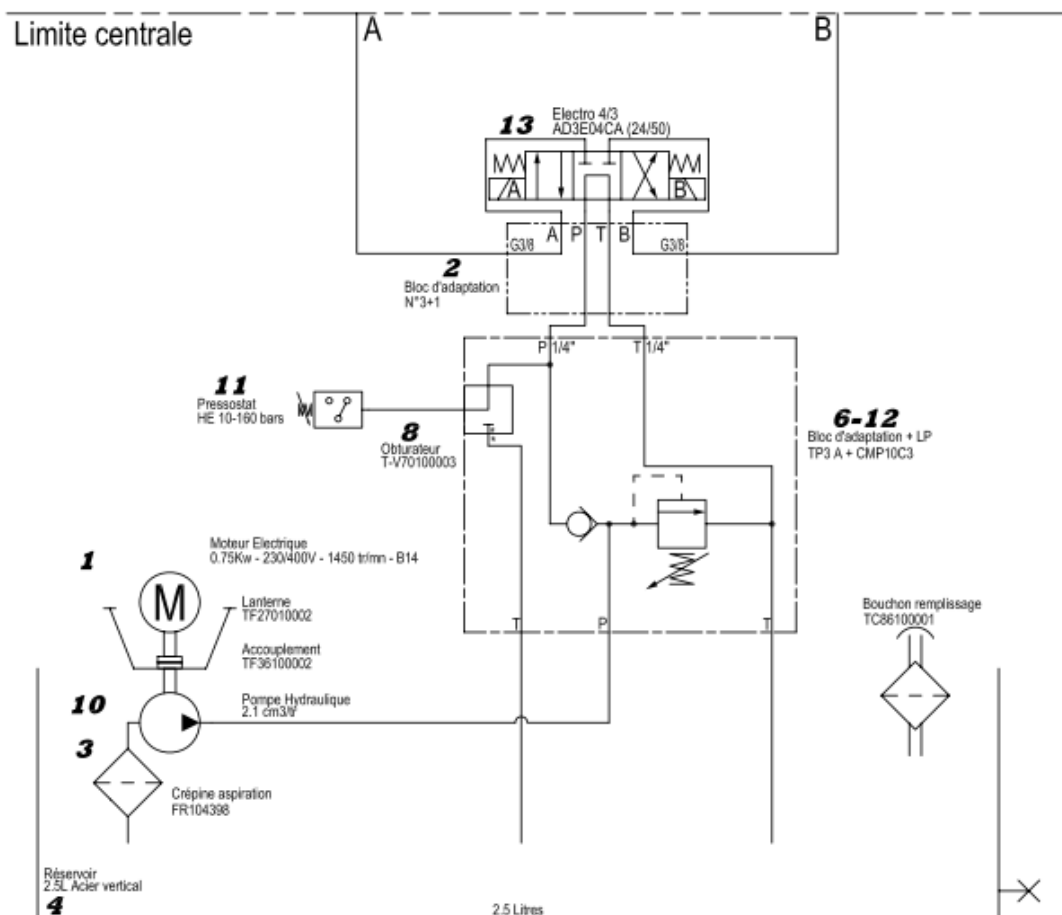 Limite centrale
A
B
13
Electro 4/3
AD3E04CA (24/50)
A
B
A
P
T
B
G3/8
G3/8
2
Bloc d'adaptation
N°3+1
P 1/4"
T 1/4"
11
Pressostat
HE 10-160 bars
8
Obturateur
T-V70100003
6-12
Bloc d'adaptation + LP
TP3 A + CMP10C3
1
Moteur Electrique
0.75Kw - 230/400V - 1450 tr/mn - B14
M
Lanterne
TF27010002
Accouplement
TF36100002
T
P
T
Bouchon remplissage
TC86100001
10
Pompe Hydraulique
2.1 cm3/tr
3
Crépine aspiration
FR104398
Réservoir
2.5L Acier vertical
4
2.5 Litres